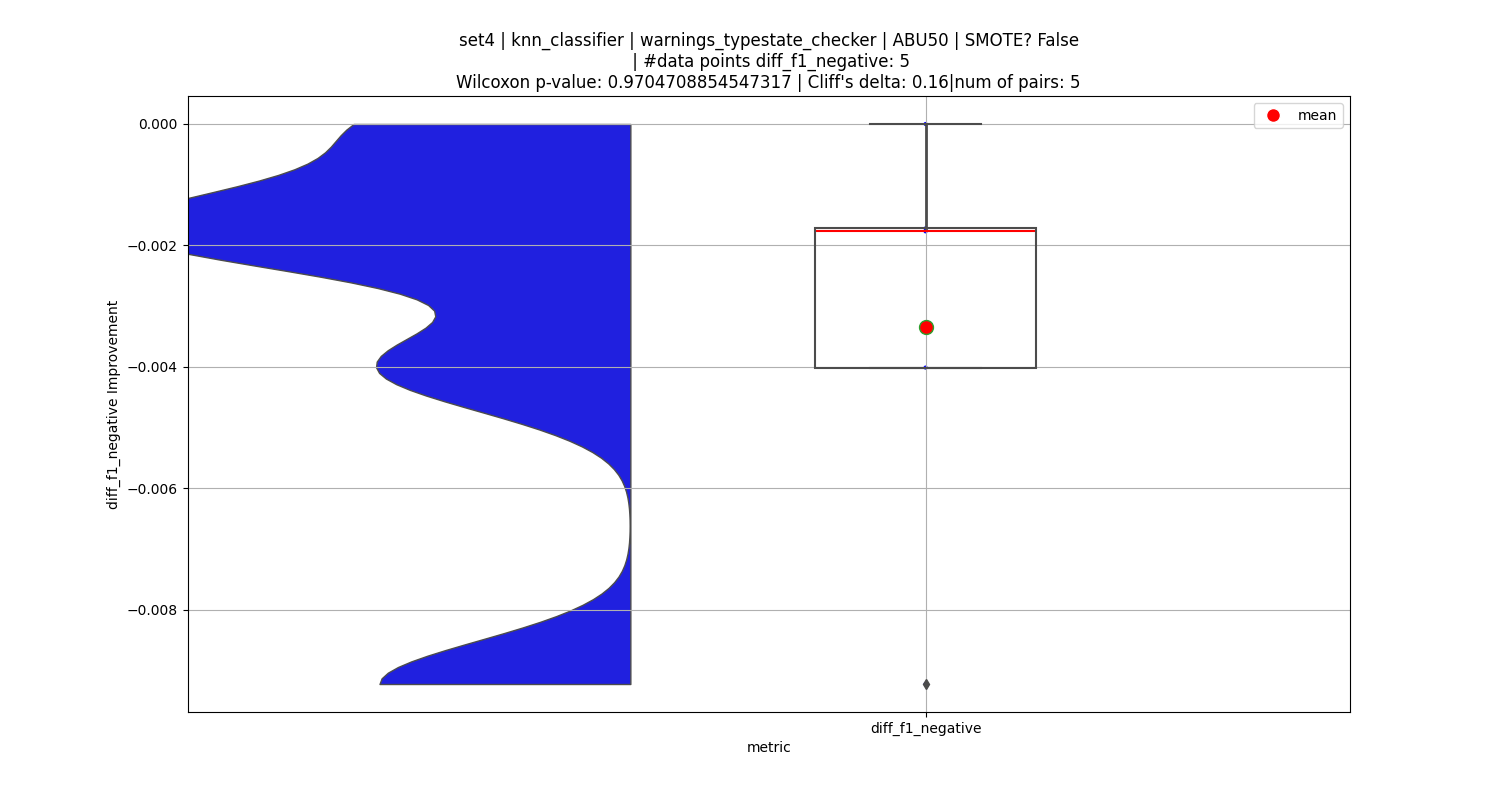 set4 | knn_classifier | warnings_typestate_checker | ABU50 | SMOTE? False
| #data points diff_f1_negative: 5
Wilcoxon p-value: 0.9704708854547317 | Cliff's delta: 0.16|num of pairs: 5
mean
0.000
−0.002
−0.004
−0.006
−0.008
diff_f1_negative Improvement
diff_f1_negative
metric